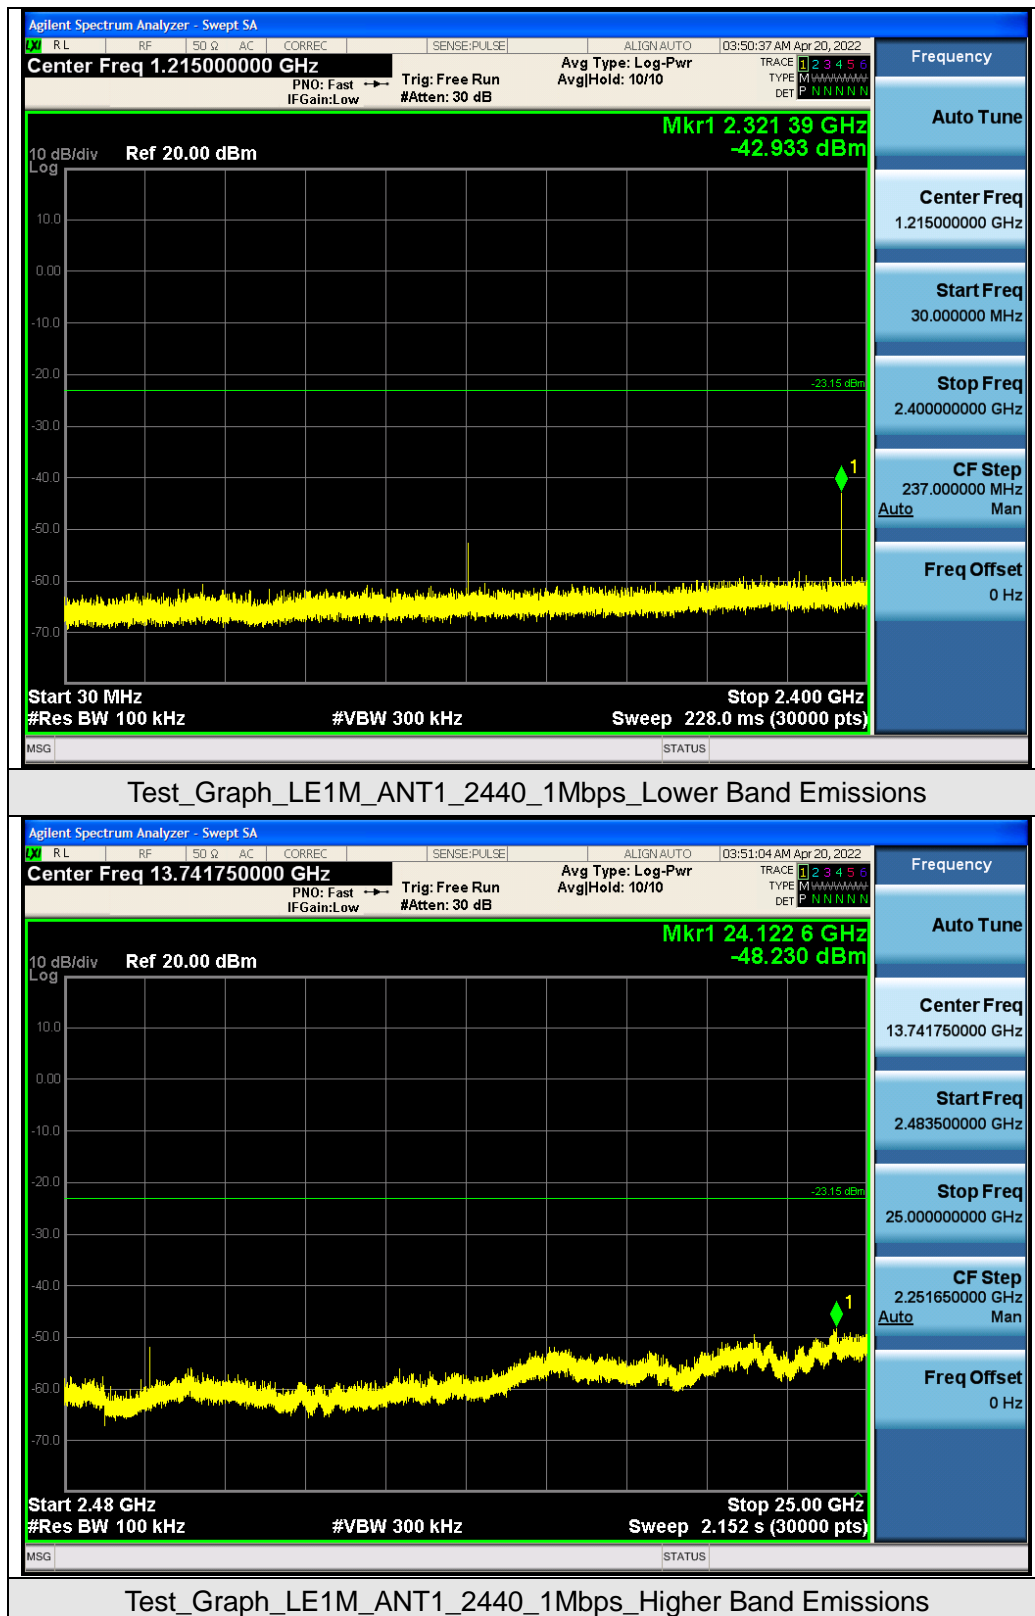 Agilent Spectrum Analyzer - Swept SA
LXI RL RF 50 Ω AC CORREC SENSE:PULSE ALIGN AUTO 03:50:37 AM Apr 20, 2022
Center Freq 1.215000000 GHz
PNO: Fast
IFGain:Low
Trig: Free Run
#Atten: 30 dB
Avg Type: Log-Pwr
Avg|Hold: 10/10
TRACE 1 2 3 4 5 6
TYPE M
DET P N N N N N
Mkr1 2.321 39 GHz
-42.933 dBm
10 dB/div Ref 20.00 dBm
Log
10.0
0.00
-10.0
-20.0
-23.15 dBm
-30.0
-40.0
1
-50.0
-60.0
-70.0
Start 30 MHz Stop 2.400 GHz
#Res BW 100 kHz #VBW 300 kHz Sweep 228.0 ms (30000 pts)
MSG STATUS
Frequency
Auto Tune
Center Freq
1.215000000 GHz
Start Freq
30.000000 MHz
Stop Freq
2.400000000 GHz
CF Step
237.000000 MHz
Auto Man
Freq Offset
0 Hz
Test_Graph_LE1M_ANT1_2440_1Mbps_Lower Band Emissions
Agilent Spectrum Analyzer - Swept SA
LXI RL RF 50 Ω AC CORREC SENSE:PULSE ALIGN AUTO 03:51:04 AM Apr 20, 2022
Center Freq 13.741750000 GHz
PNO: Fast
IFGain:Low
Trig: Free Run
#Atten: 30 dB
Avg Type: Log-Pwr
Avg|Hold: 10/10
TRACE 1 2 3 4 5 6
TYPE M
DET P N N N N N
Mkr1 24.122 6 GHz
-48.230 dBm
10 dB/div Ref 20.00 dBm
Log
10.0
0.00
-10.0
-20.0
-23.15 dBm
-30.0
-40.0
1
-50.0
-60.0
-70.0
Start 2.48 GHz Stop 25.00 GHz
#Res BW 100 kHz #VBW 300 kHz Sweep 2.152 s (30000 pts)
MSG STATUS
Frequency
Auto Tune
Center Freq
13.741750000 GHz
Start Freq
2.483500000 GHz
Stop Freq
25.000000000 GHz
CF Step
2.251650000 GHz
Auto Man
Freq Offset
0 Hz
Test_Graph_LE1M_ANT1_2440_1Mbps_Higher Band Emissions